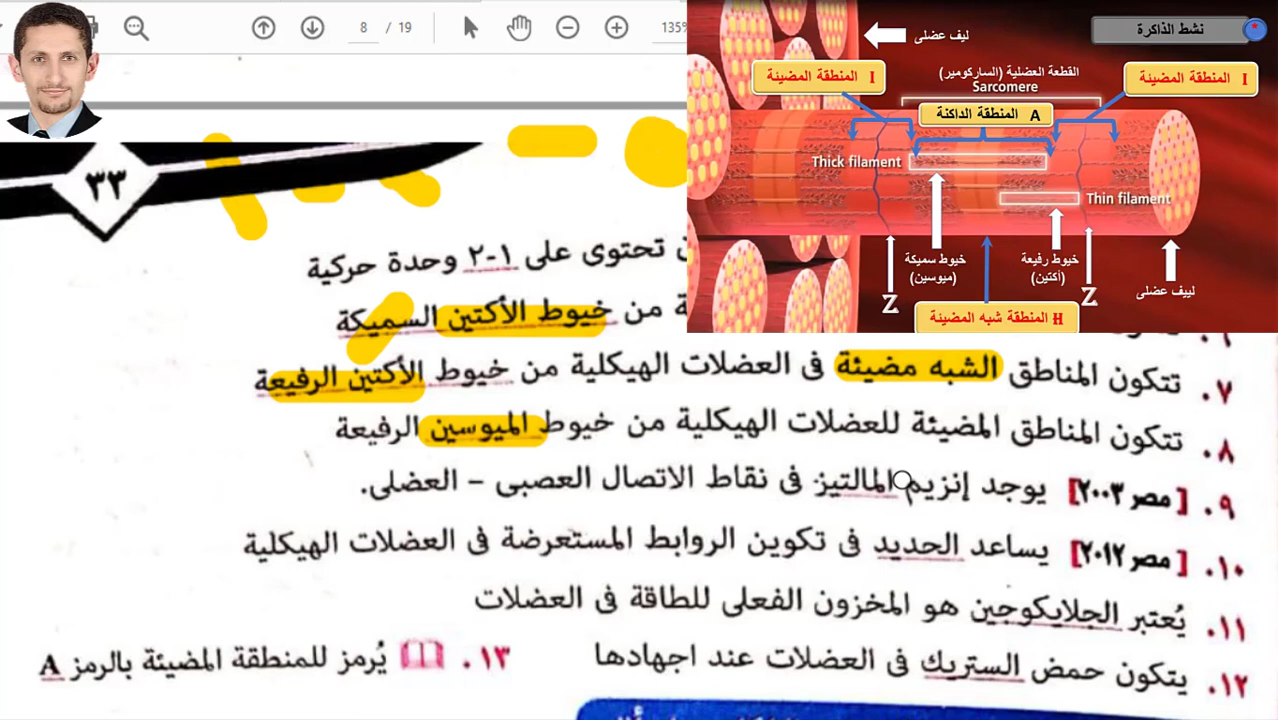 8 / 19
135%
نشط الذاكرة
ليف عضلى
القطعة العضلية (الساركومير)
Sarcomere
I المنطقة المضيئة
I المنطقة المضيئة
A المنطقة الداكنة
Thick filament
Thin filament
خيوط سميكة
(ميوسين)
خيوط رفيعة
(أكتين)
لييف عضلى
Z
Z
H المنطقة شبه المضيئة
٣٣
تحتوى على ١-٢ وحدة حركية
من خيوط الأكتين السميكة
٧. تتكون المناطق الشبه مضيئة فى العضلات الهيكلية من خيوط الأكتين الرفيعة
٨. تتكون المناطق المضيئة للعضلات الهيكلية من خيوط الميوسين الرفيعة
٩. [مصر ٢٠٠٣] يوجد إنزيم المالتيز فى نقاط الاتصال العصبى – العضلى.
١٠. [مصر ٢٠١٢] يساعد الحديد فى تكوين الروابط المستعرضة فى العضلات الهيكلية
١١. يُعتبر الجلايكوجين هو المخزون الفعلى للطاقة فى العضلات
١٢. يتكون حمض الستريك فى العضلات عند اجهادها
١٣. يُرمز للمنطقة المضيئة بالرمز A